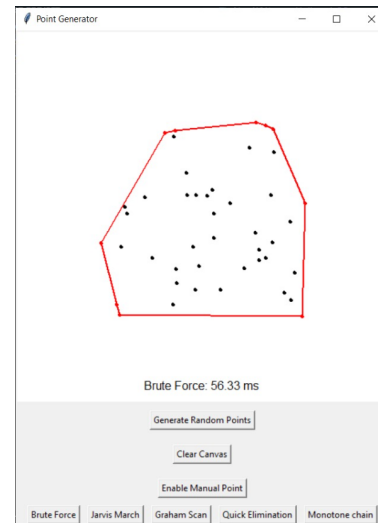 Point Generator
Brute Force: 56.33 ms
Generate Random Points
Clear Canvas
Enable Manual Point
Brute Force Jarvis March Graham Scan Quick Elimination Monotone chain